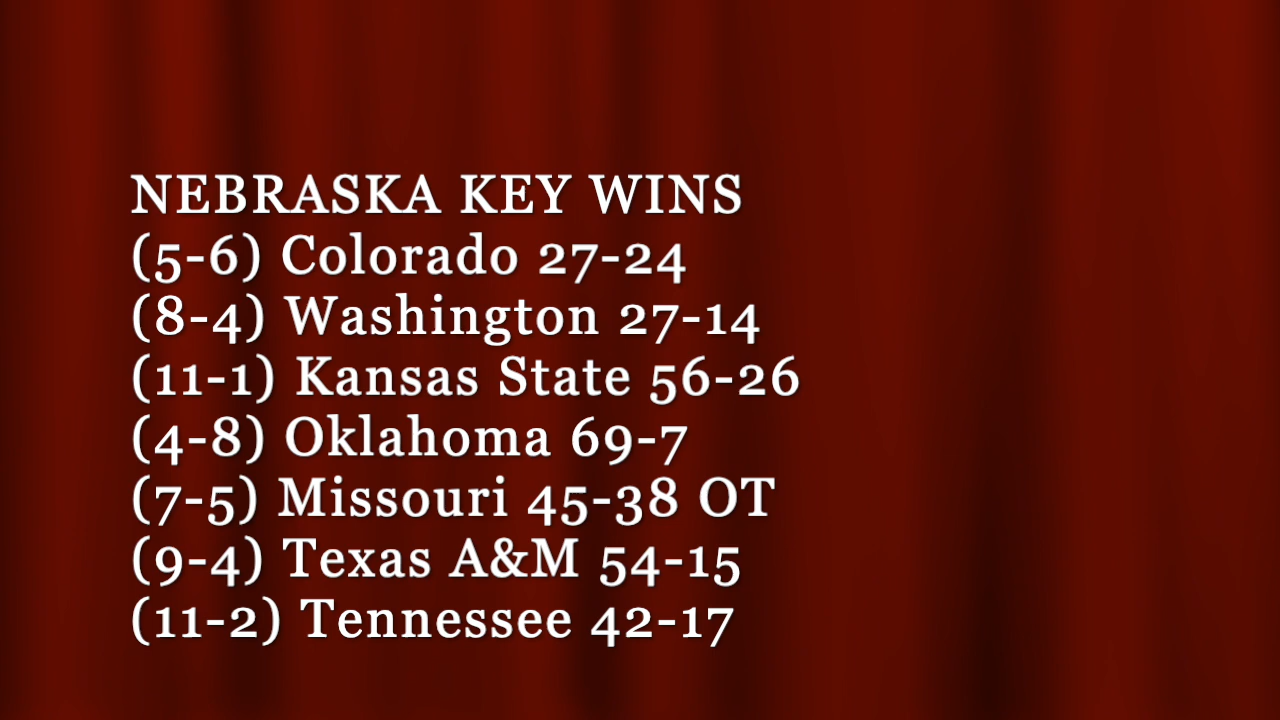 NEBRASKA KEY WINS
(5-6) Colorado 27-24
(8-4) Washington 27-14
(11-1) Kansas State 56-26
(4-8) Oklahoma 69-7
(7-5) Missouri 45-38 OT
(9-4) Texas A&M 54-15
(11-2) Tennessee 42-17